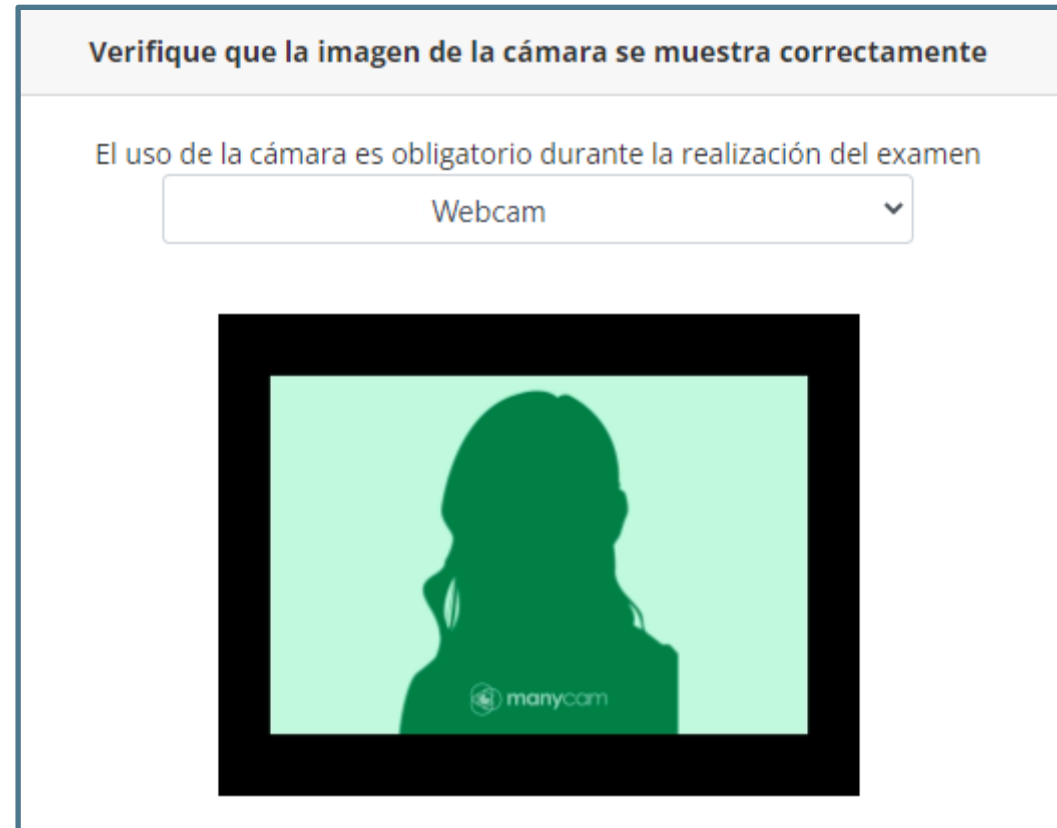 Verifique que la imagen de la cámara se muestra correctamente
El uso de la cámara es obligatorio durante la realización del examen
Webcam
manycam